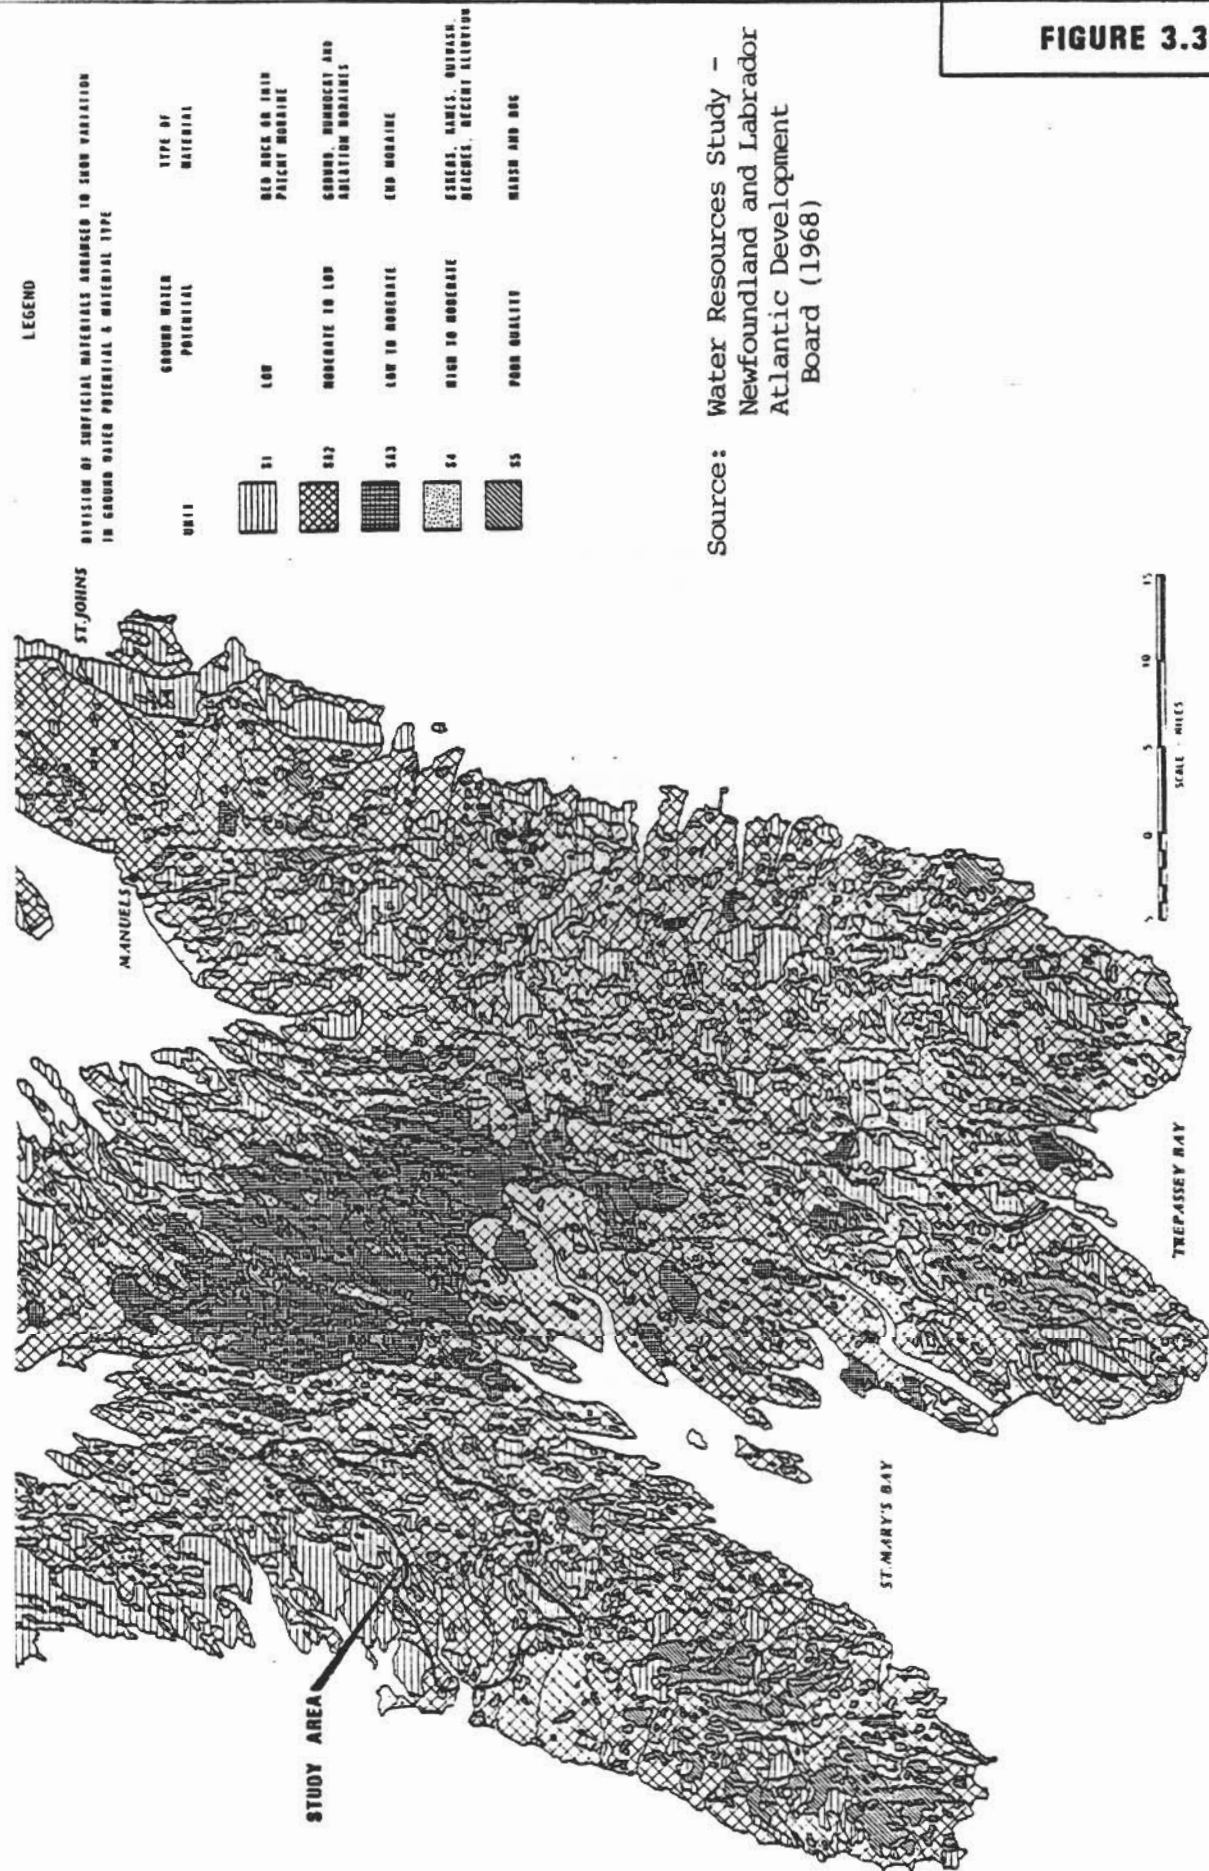 FIGURE 3.3
LEGEND
DIVISION OF SURFICIAL MATERIALS ARRANGED TO SHOW VARIATION
IN GROUND WATER POTENTIAL & MATERIAL TYPE
UNIT
GROUND WATER
POTENTIAL
TYPE OF
MATERIAL
S1
LOW
BED ROCK OR THIN
PATCHY MORAINE
SA2
MODERATE TO LOW
GROUND, HUMMOCKY AND
ABLATION MORAINES
SA3
LOW TO MODERATE
END MORAINE
S4
HIGH TO MODERATE
ESKERS, KAMES, OUTWASH,
BEACHES, RECENT ALLUVIUM
S5
POOR QUALITY
MARSH AND BOG
Source: Water Resources Study -
Newfoundland and Labrador
Atlantic Development
Board (1968)
ST. JOHNS
MANUELS
STUDY AREA
ST. MARY'S BAY
TREPASSEY BAY
5 0 5 10 15
SCALE - MILES